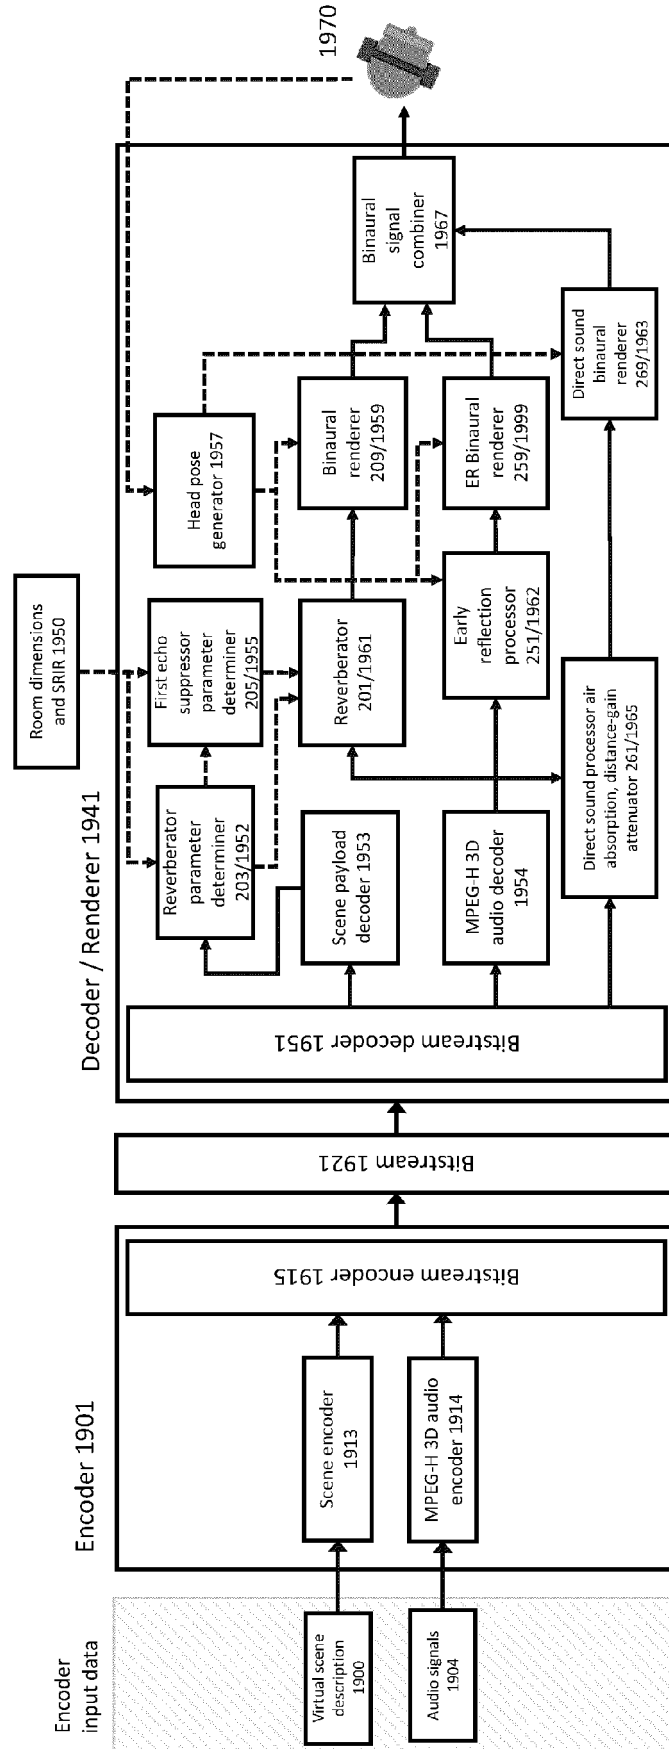 Encoder
input data
Virtual scene
description
1900
Audio signals
1904
Encoder 1901
Scene encoder
1913
MPEG-H 3D audio
encoder 1914
Bitstream encoder 1915
Bitstream 1921
Decoder / Renderer 1941
Bitstream decoder 1951
Room dimensions
and SRIR 1950
Reverberator
parameter
determiner
203/1952
First echo
suppressor
parameter
determiner
205/1955
Head pose
generator 1957
Scene payload
decoder 1953
Reverberator
201/1961
Binaural
renderer
209/1959
MPEG-H 3D
audio decoder
1954
Early
reflection
processor
251/1962
ER Binaural
renderer
259/1999
Direct sound processor air
absorption, distance-gain
attenuator 261/1965
Direct sound
binaural
renderer
269/1963
Binaural
signal
combiner
1967
1970